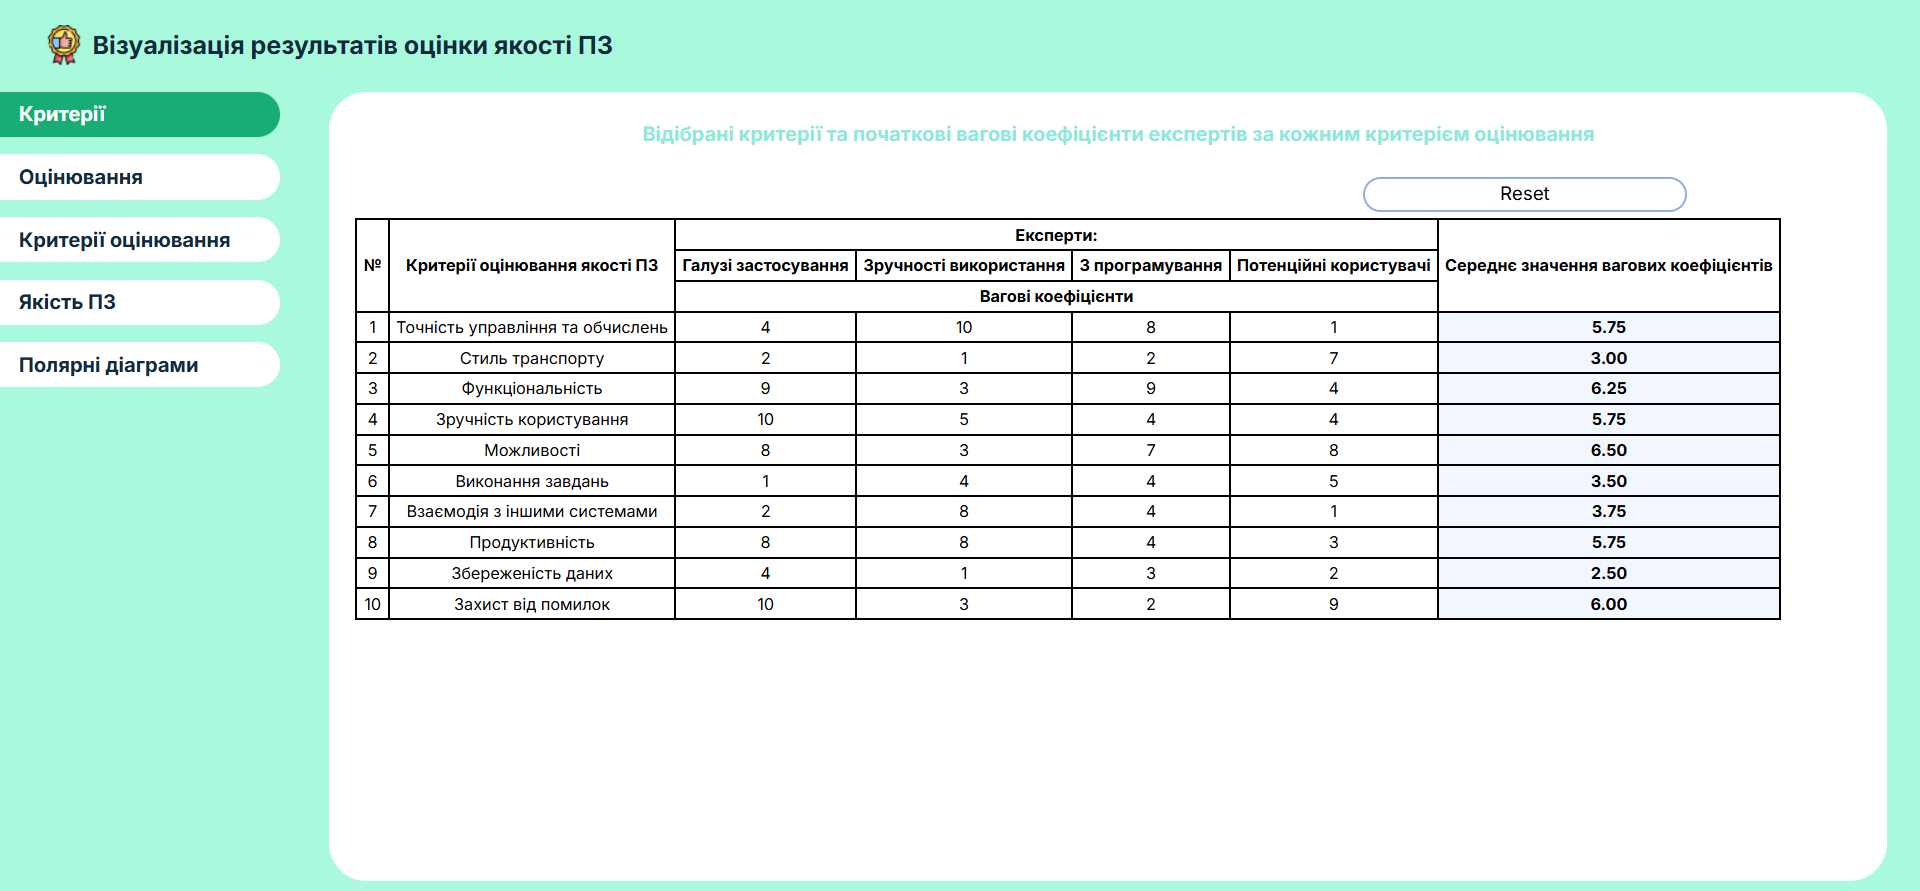 Візуалізація результатів оцінки якості ПЗ
Критерії
Оцінювання
Критерії оцінювання
Якість ПЗ
Полярні діаграми
Відібрані критерії та початкові вагові коефіцієнти експертів за кожним критерієм оцінювання
Reset
№ Критерії оцінювання якості ПЗ Експерти: Середнє значення вагових коефіцієнтів
Галузі застосування Зручності використання З програмування Потенційні користувачі
Вагові коефіцієнти
1 Точність управління та обчислень 4 10 8 1 5.75
2 Стиль транспорту 2 1 2 7 3.00
3 Функціональність 9 3 9 4 6.25
4 Зручність користування 10 5 4 4 5.75
5 Можливості 8 3 7 8 6.50
6 Виконання завдань 1 4 4 5 3.50
7 Взаємодія з іншими системами 2 8 4 1 3.75
8 Продуктивність 8 8 4 3 5.75
9 Збереженість даних 4 1 3 2 2.50
10 Захист від помилок 10 3 2 9 6.00